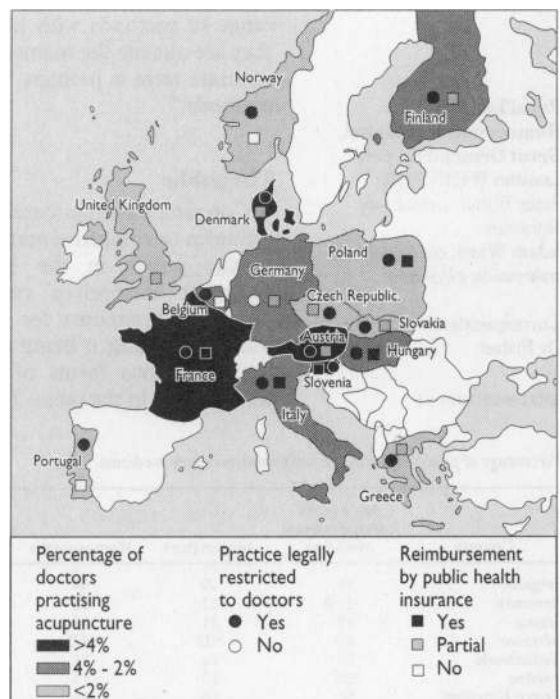 Norway
Finland
United Kingdom
Denmark
Germany
Poland
Belgium
Czech Republic.
Slovakia
Austria
France
Hungary
Slovenia
Italy
Portugal
Greece
Percentage of
doctors
practising
acupuncture
>4%
4% - 2%
<2%
Practice legally
restricted
to doctors
Yes
No
Reimbursement
by public health
insurance
Yes
Partial
No